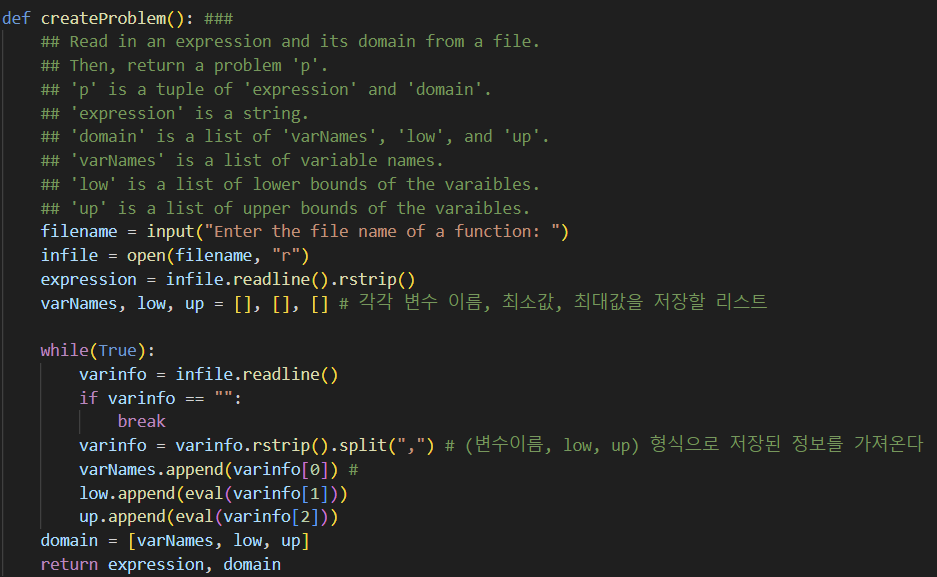 def createProblem(): ###
    ## Read in an expression and its domain from a file.
    ## Then, return a problem 'p'.
    ## 'p' is a tuple of 'expression' and 'domain'.
    ## 'expression' is a string.
    ## 'domain' is a list of 'varNames', 'low', and 'up'.
    ## 'varNames' is a list of variable names.
    ## 'low' is a list of lower bounds of the varaibles.
    ## 'up' is a list of upper bounds of the varaibles.
    filename = input("Enter the file name of a function: ")
    infile = open(filename, "r")
    expression = infile.readline().rstrip()
    varNames, low, up = [], [], [] # 각각 변수 이름, 최소값, 최대값을 저장할 리스트

    while(True):
        varinfo = infile.readline()
        if varinfo == "":
            break
        varinfo = varinfo.rstrip().split(",") # (변수이름, low, up) 형식으로 저장된 정보를 가져온다
        varNames.append(varinfo[0]) #
        low.append(eval(varinfo[1]))
        up.append(eval(varinfo[2]))
    domain = [varNames, low, up]
    return expression, domain